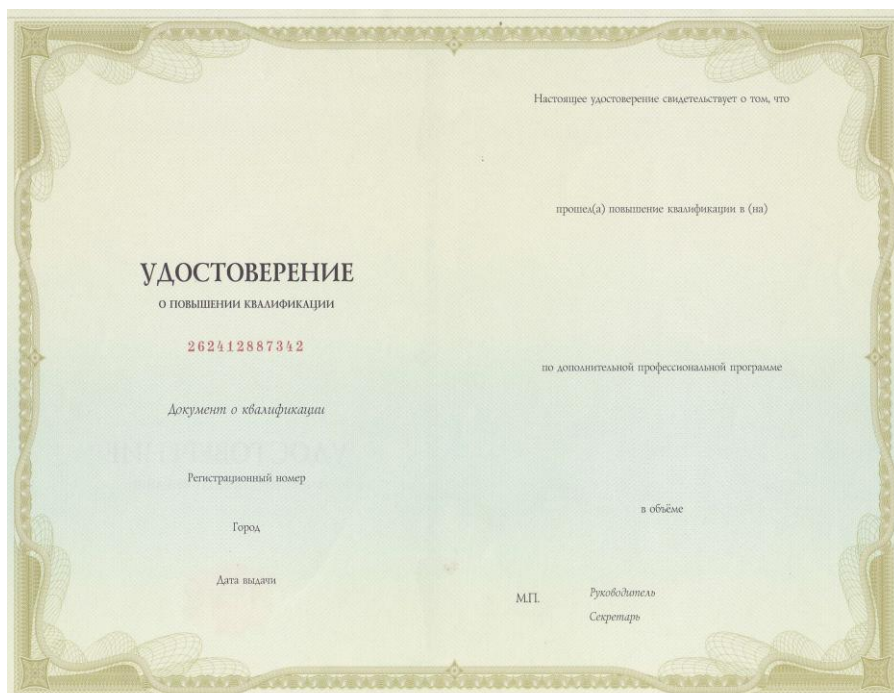 УДОСТОВЕРЕНИЕ
О ПОВЫШЕНИИ КВАЛИФИКАЦИИ
262412887342
Документ о квалификации
Регистрационный номер
Город
Дата выдачи
Настоящее удостоверение свидетельствует о том, что
прошел(а) повышение квалификации в (на)
по дополнительной профессиональной программе
в объёме
М.П.
Руководитель
Секретарь